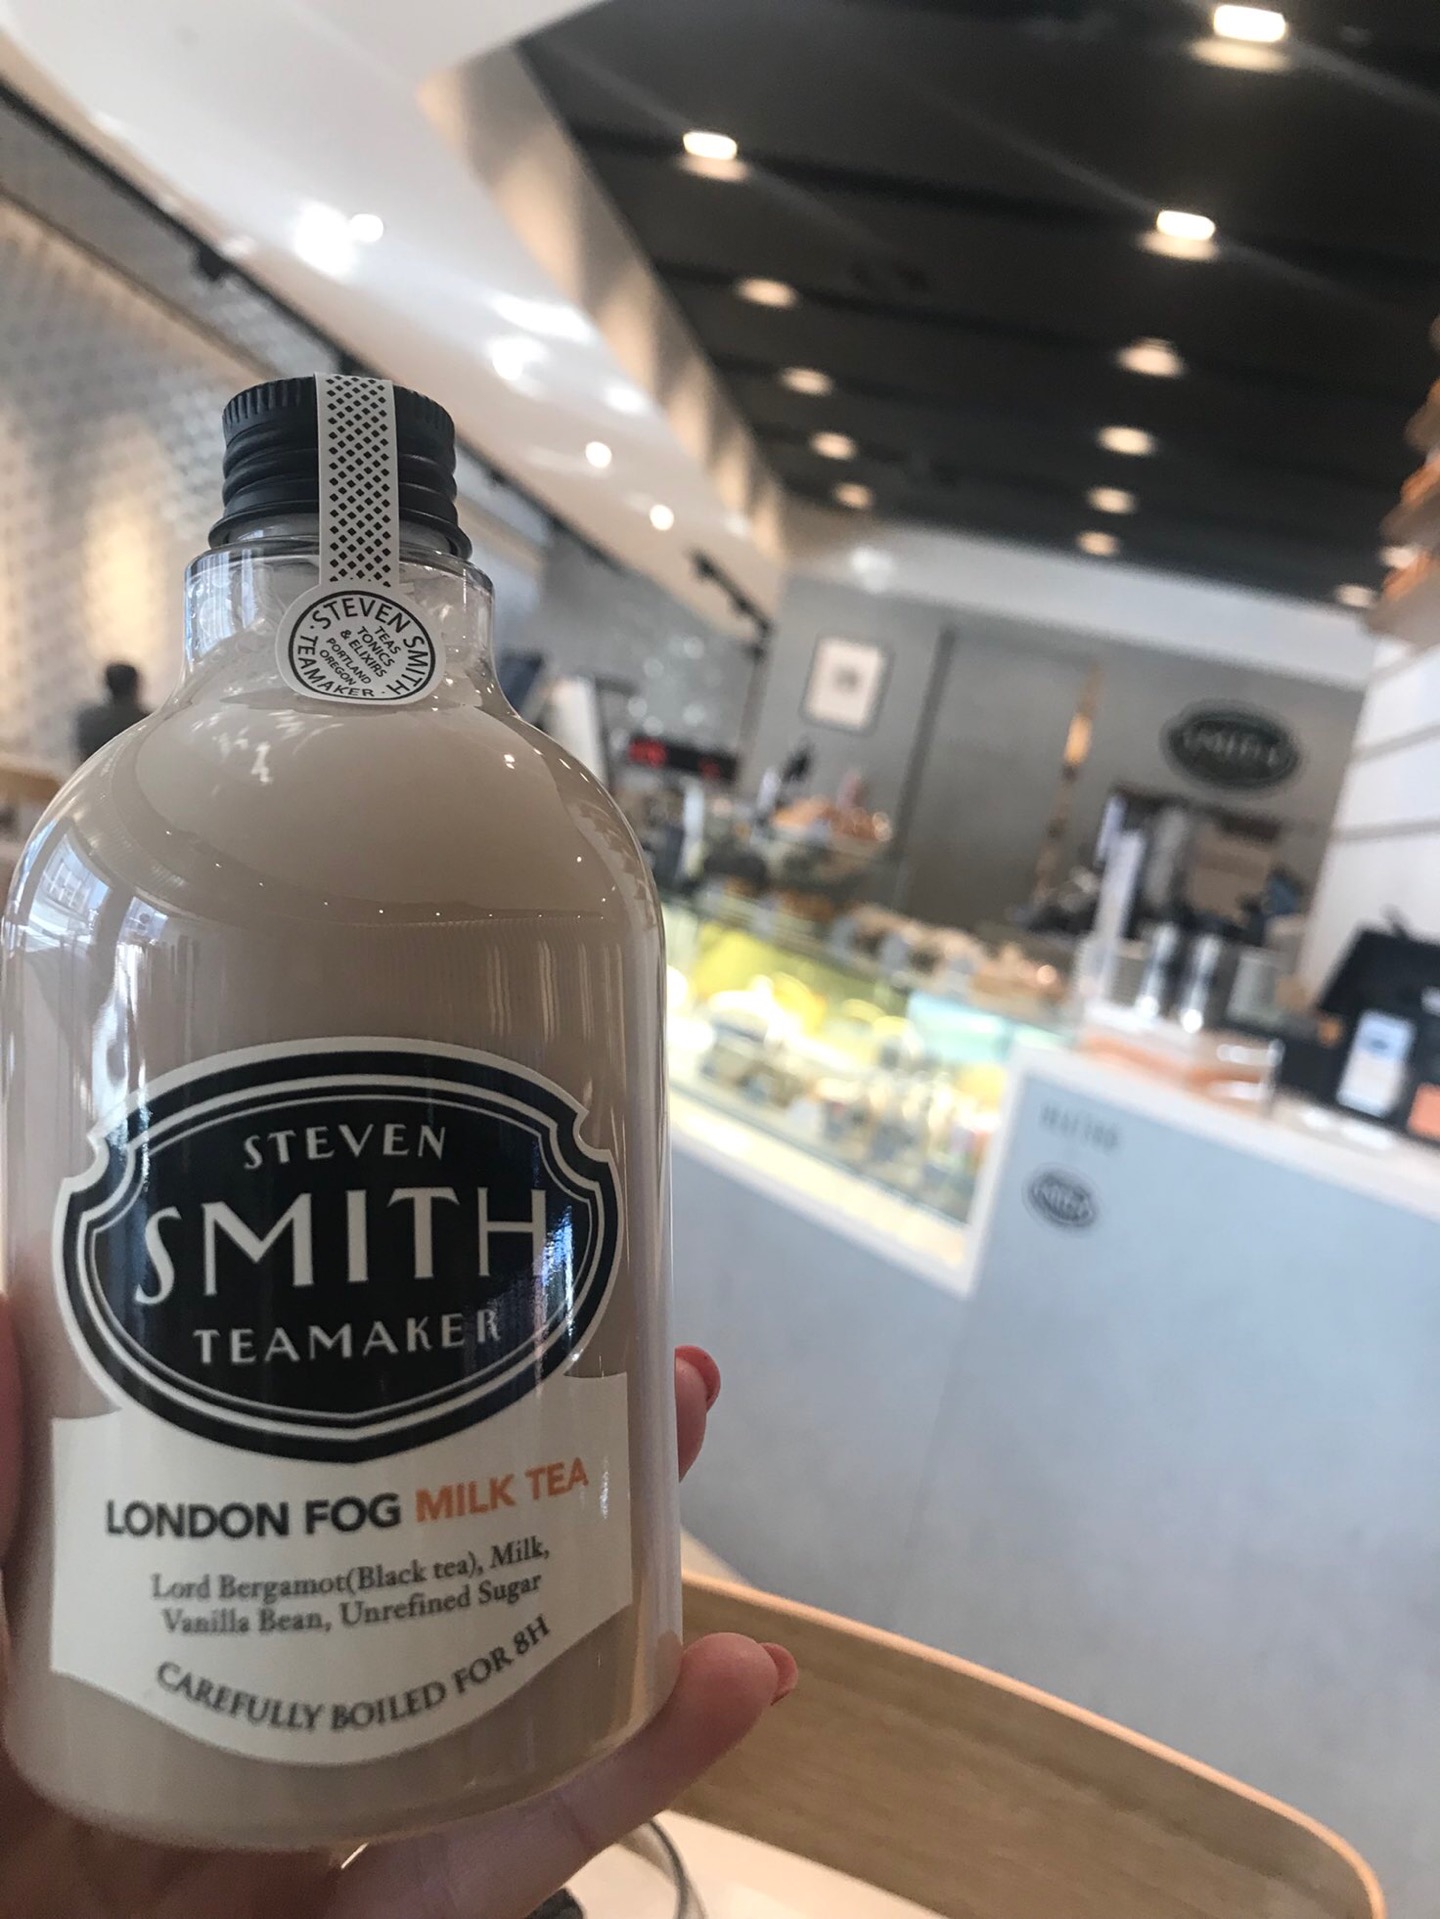 STEVEN SMITH
TEAMAKER
TEAS
TONICS
& ELIXIRS
PORTLAND
OREGON
STEVEN
SMITH
TEAMAKER
LONDON FOG MILK TEA
Lord Bergamot(Black tea), Milk,
Vanilla Bean, Unrefined Sugar
CAREFULLY BOILED FOR 8H
SMITH